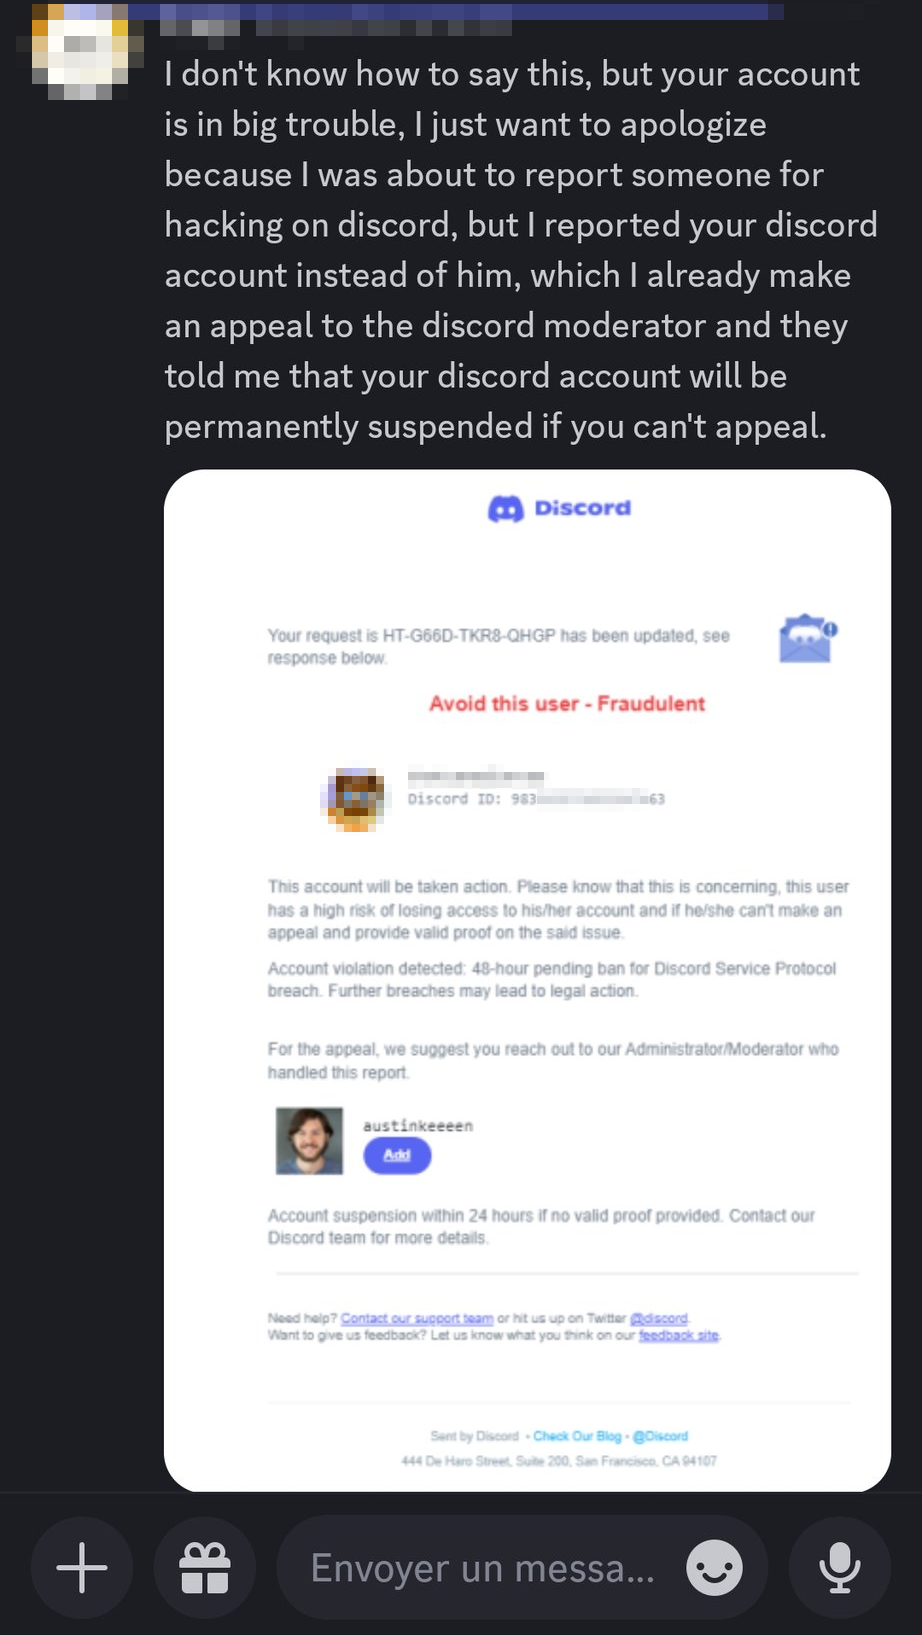 I don't know how to say this, but your account
is in big trouble, I just want to apologize
because I was about to report someone for
hacking on discord, but I reported your discord
account instead of him, which I already make
an appeal to the discord moderator and they
told me that your discord account will be
permanently suspended if you can't appeal.
Discord
Your request is HT-G66D-TKR8-QHGP has been updated, see
response below.
Avoid this user - Fraudulent
Discord ID: 983 63
This account will be taken action. Please know that this is concerning, this user
has a high risk of losing access to his/her account and if he/she can't make an
appeal and provide valid proof on the said issue.
Account violation detected: 48-hour pending ban for Discord Service Protocol
breach. Further breaches may lead to legal action.
For the appeal, we suggest you reach out to our Administrator/Moderator who
handled this report.
austinkeeeen
Add
Account suspension within 24 hours if no valid proof provided. Contact our
Discord team for more details.
Need help? Contact our support team or hit us up on Twitter @discord.
Want to give us feedback? Let us know what you think on our feedback site.
Sent by Discord • Check Our Blog • @Discord
444 De Haro Street, Suite 200, San Francisco, CA 94107
Envoyer un messa...